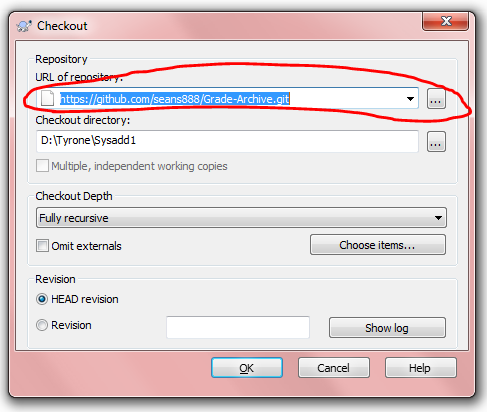 Checkout
Repository
URL of repository:
https://github.com/seans888/Grade-Archive.git
...
Checkout directory:
D:\Tyrone\Sysadd1
...
Multiple, independent working copies
Checkout Depth
Fully recursive
Omit externals
Choose items...
Revision
HEAD revision
Revision
Show log
OK
Cancel
Help